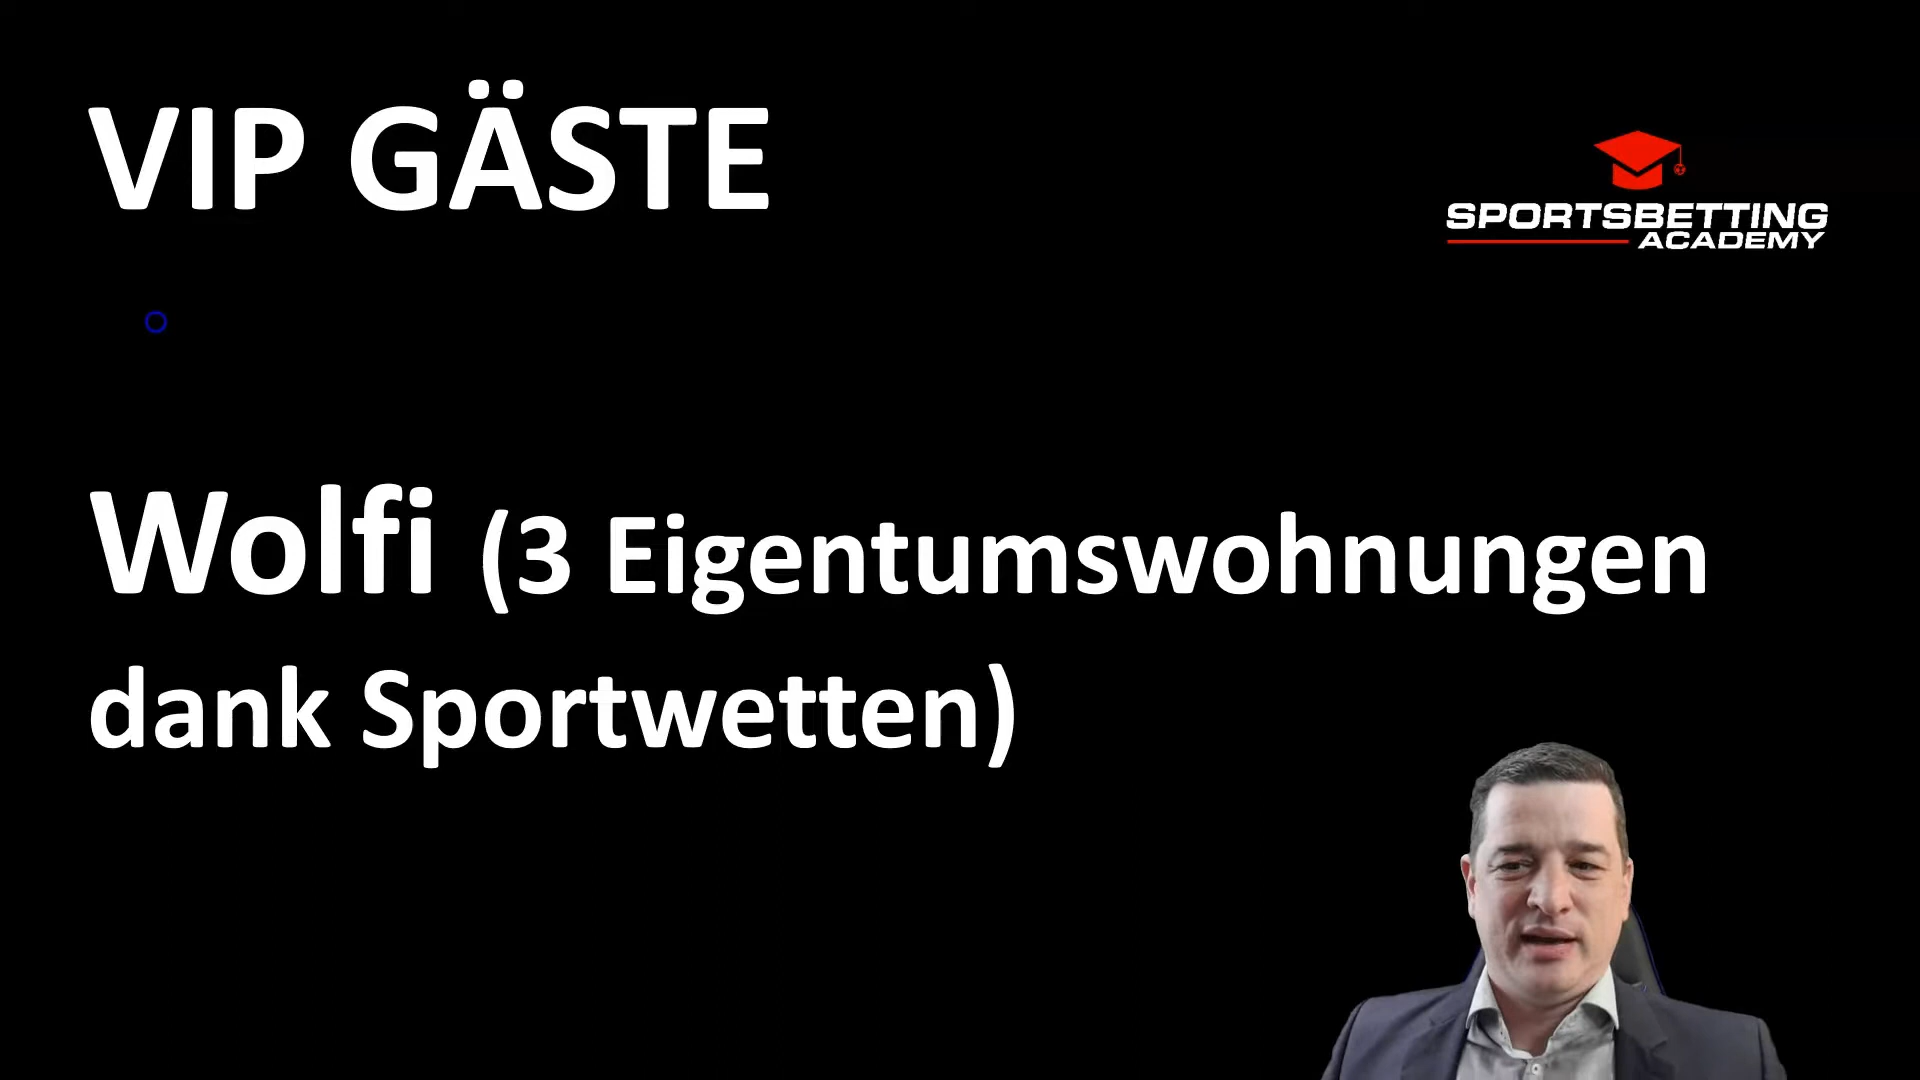 VIP GÄSTE
SPORTSBETTING
ACADEMY
Wolfi (3 Eigentumswohnungen
dank Sportwetten)